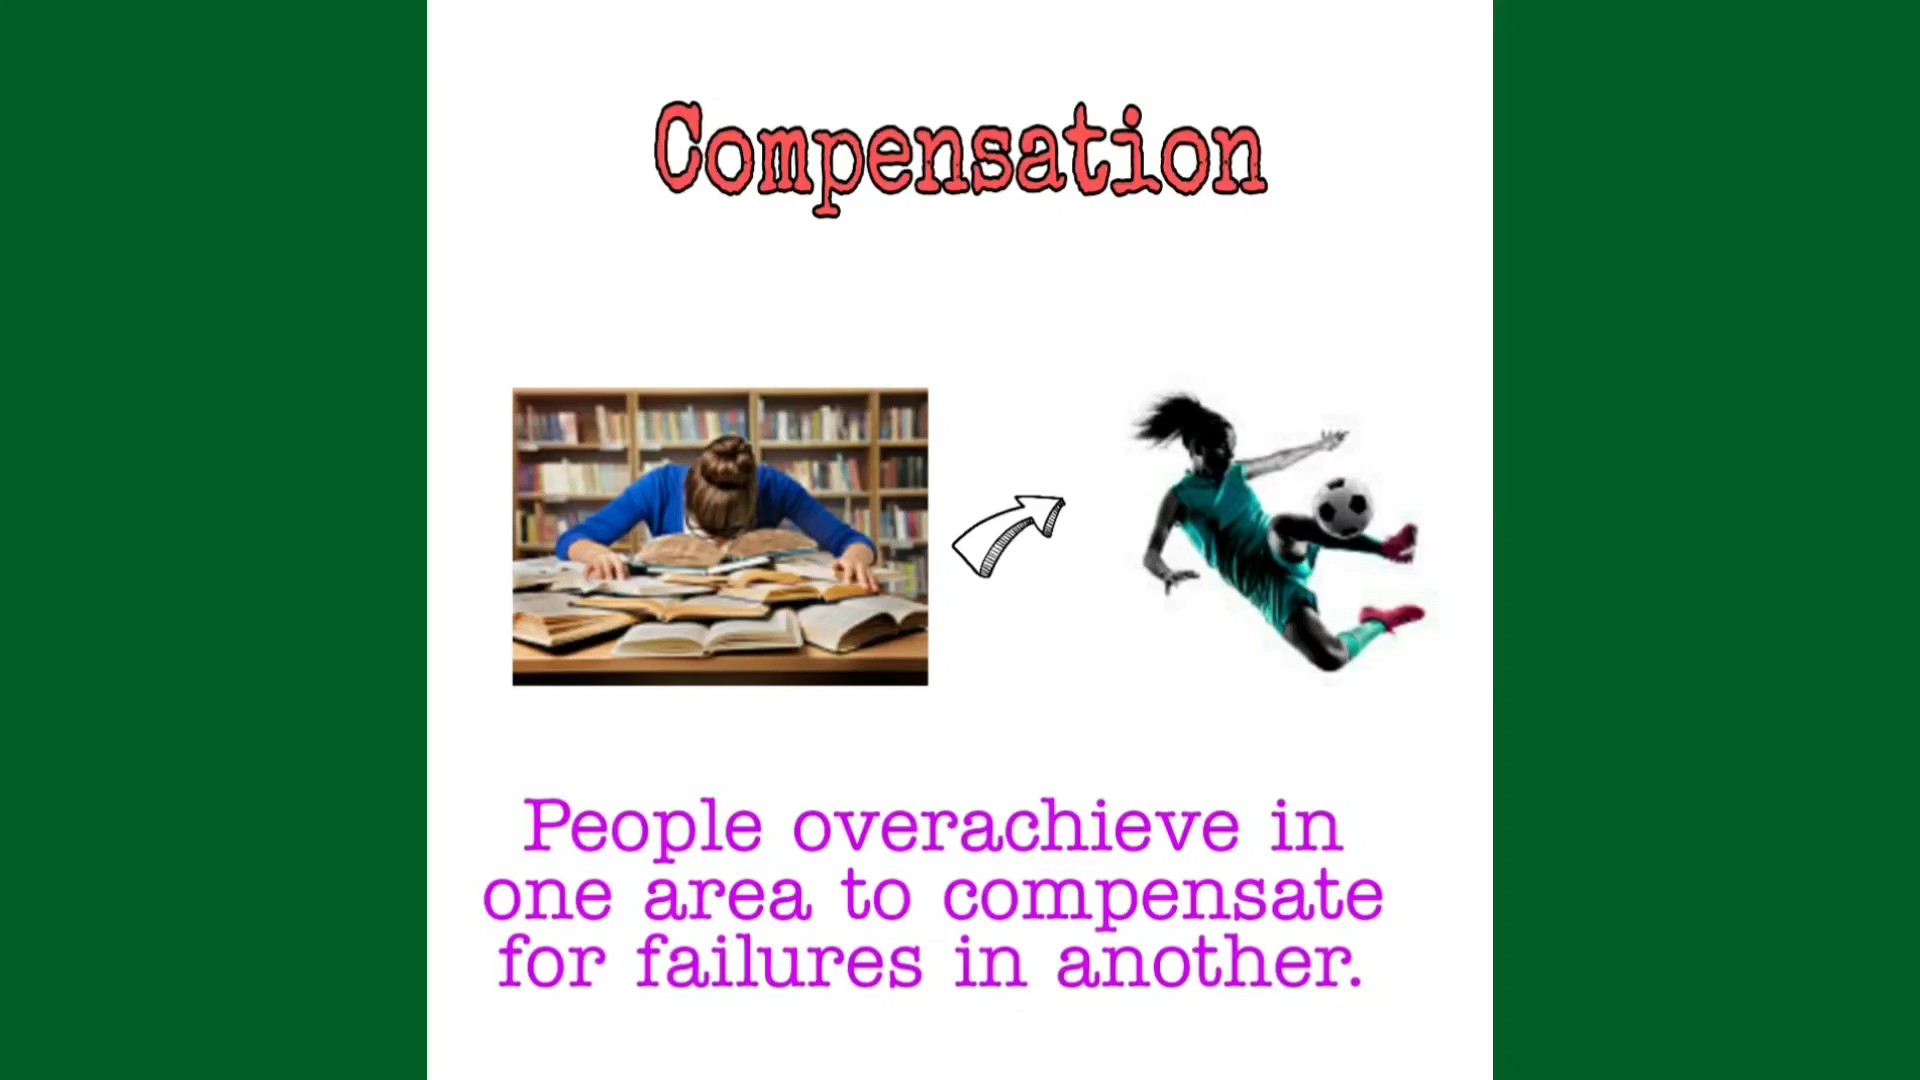 Compensation
People overachieve in
one area to compensate
for failures in another.